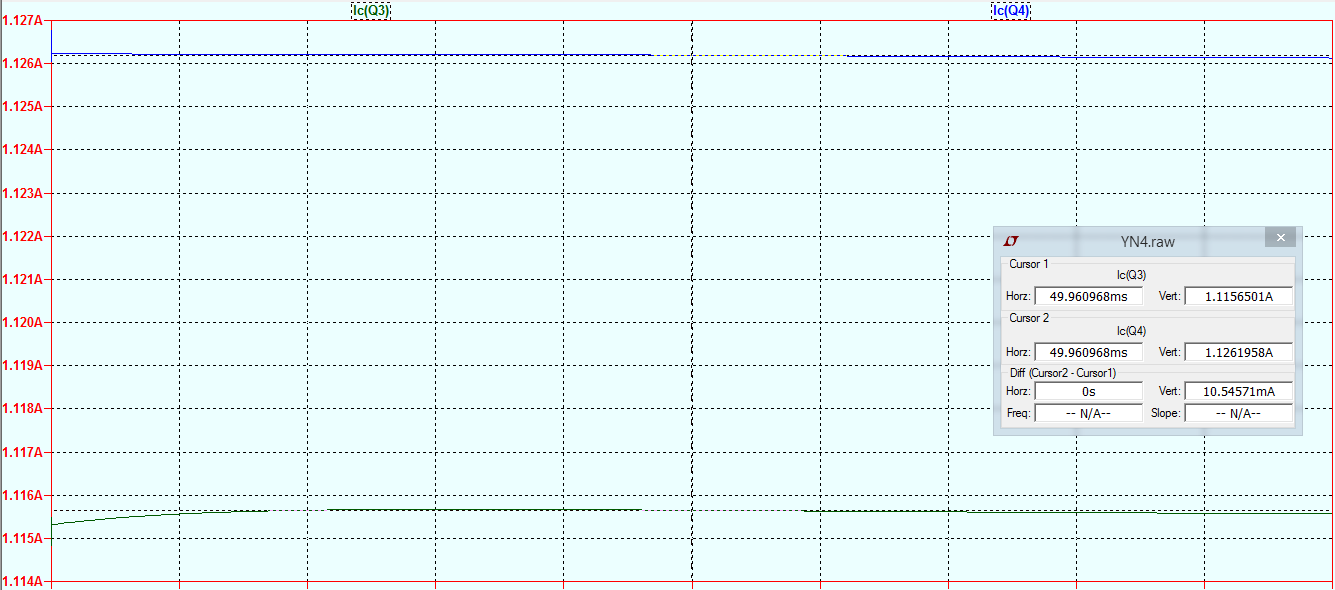 Ic(Q3) Ic(Q4)
1.127A
1.126A
1.125A
1.124A
1.123A
1.122A
1.121A
1.120A
1.119A
1.118A
1.117A
1.116A
1.115A
1.114A
YN4.raw
Cursor 1
Ic(Q3)
Horz: 49.960968ms Vert: 1.1156501A
Cursor 2
Ic(Q4)
Horz: 49.960968ms Vert: 1.1261958A
Diff (Cursor2 - Cursor1)
Horz: 0s Vert: 10.54571mA
Freq: -- N/A-- Slope: -- N/A--